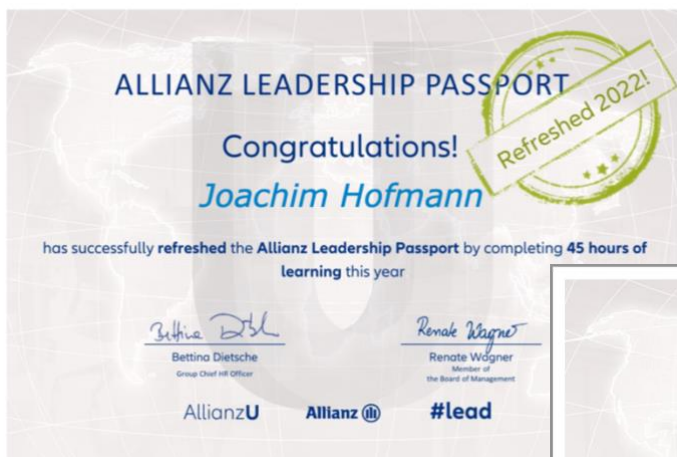 ALLIANZ LEADERSHIP PASSPORT
Refreshed 2022!
Congratulations!
Joachim Hofmann
has successfully refreshed the Allianz Leadership Passport by completing 45 hours of
learning this year
Bettina Dietsche
Group Chief HR Officer
Renate Wagner
Renate Wagner
Member of
the Board of Management
AllianzU
Allianz
#lead